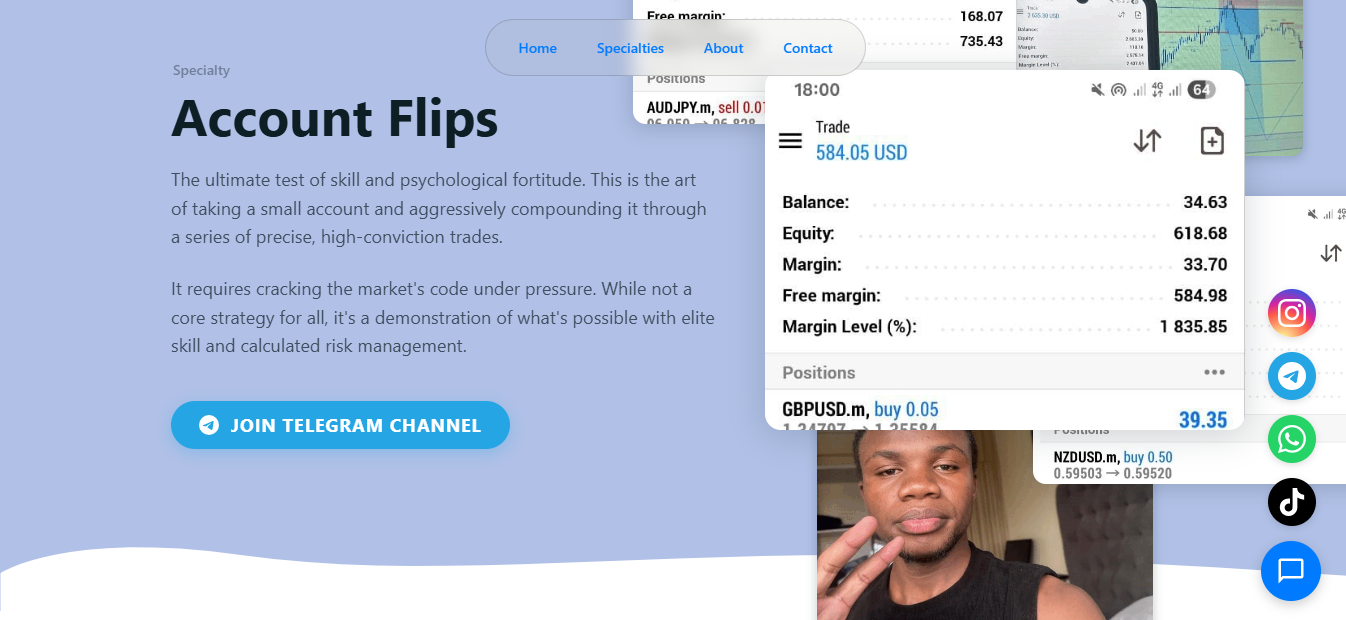 Home
Specialties
About
Contact
Specialty
Account Flips
The ultimate test of skill and psychological fortitude. This is the art
of taking a small account and aggressively compounding it through
a series of precise, high-conviction trades.
It requires cracking the market's code under pressure. While not a
core strategy for all, it's a demonstration of what's possible with elite
skill and calculated risk management.
JOIN TELEGRAM CHANNEL
Free margin: 168.07
735.43
Positions
AUDJPY.m, sell 0.01
18:00
4G
64
Trade
584.05 USD
Balance: 34.63
Equity: 618.68
Margin: 33.70
Free margin: 584.98
Margin Level (%): 1 835.85
Positions
GBPUSD.m, buy 0.05
39.35
Positions
NZDUSD.m, buy 0.50
0.59503 → 0.59520